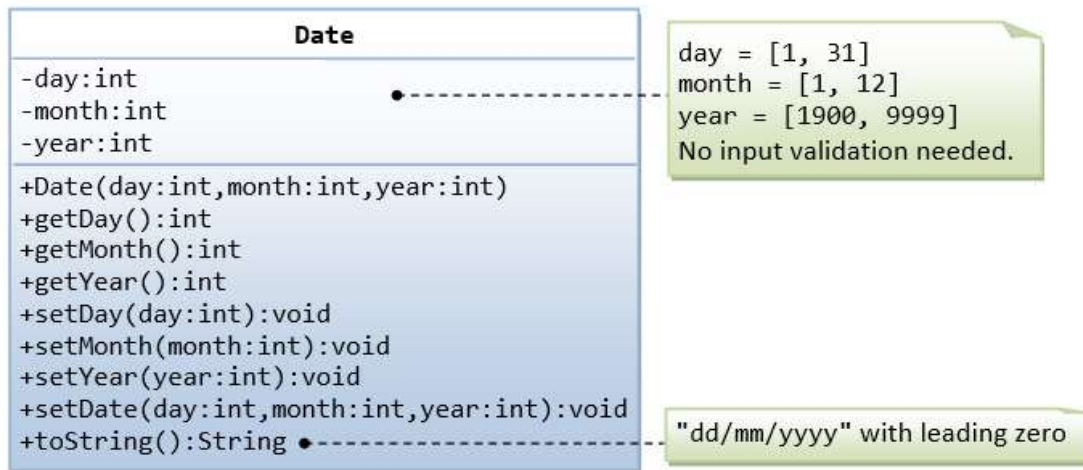 Date
-day:int
-month:int
-year:int
+Date(day:int,month:int,year:int)
+getDay():int
+getMonth():int
+getYear():int
+setDay(day:int):void
+setMonth(month:int):void
+setYear(year:int):void
+setDate(day:int,month:int,year:int):void
+toString():String
day = [1, 31]
month = [1, 12]
year = [1900, 9999]
No input validation needed.
"dd/mm/yyyy" with leading zero